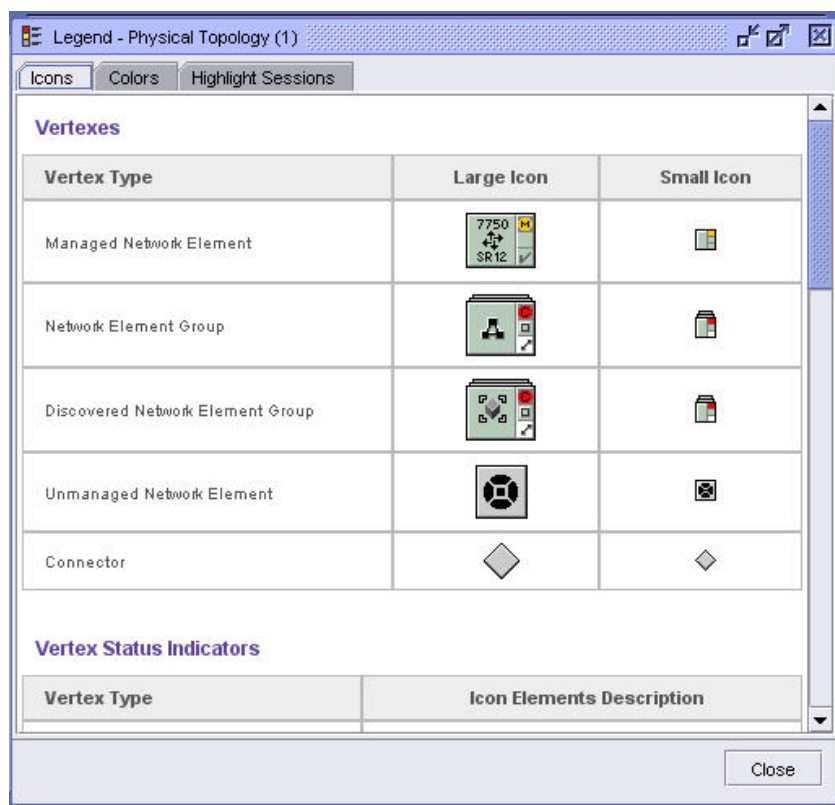 Legend - Physical Topology (1)
Icons Colors Highlight Sessions
Vertexes
Vertex Type Large Icon Small Icon
Managed Network Element
7750 M
SR12
Network Element Group
C
Discovered Network Element Group
C
Unmanaged Network Element
Connector
Vertex Status Indicators
Vertex Type Icon Elements Description
Close